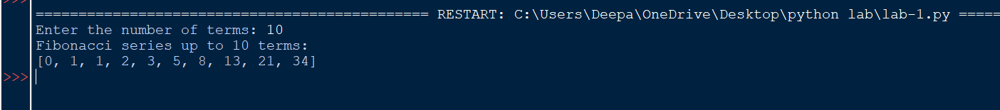 >>>
============================================== RESTART: C:\Users\Deepa\OneDrive\Desktop\python lab\lab-1.py =====
Enter the number of terms: 10
Fibonacci series up to 10 terms:
[0, 1, 1, 2, 3, 5, 8, 13, 21, 34]
>>>